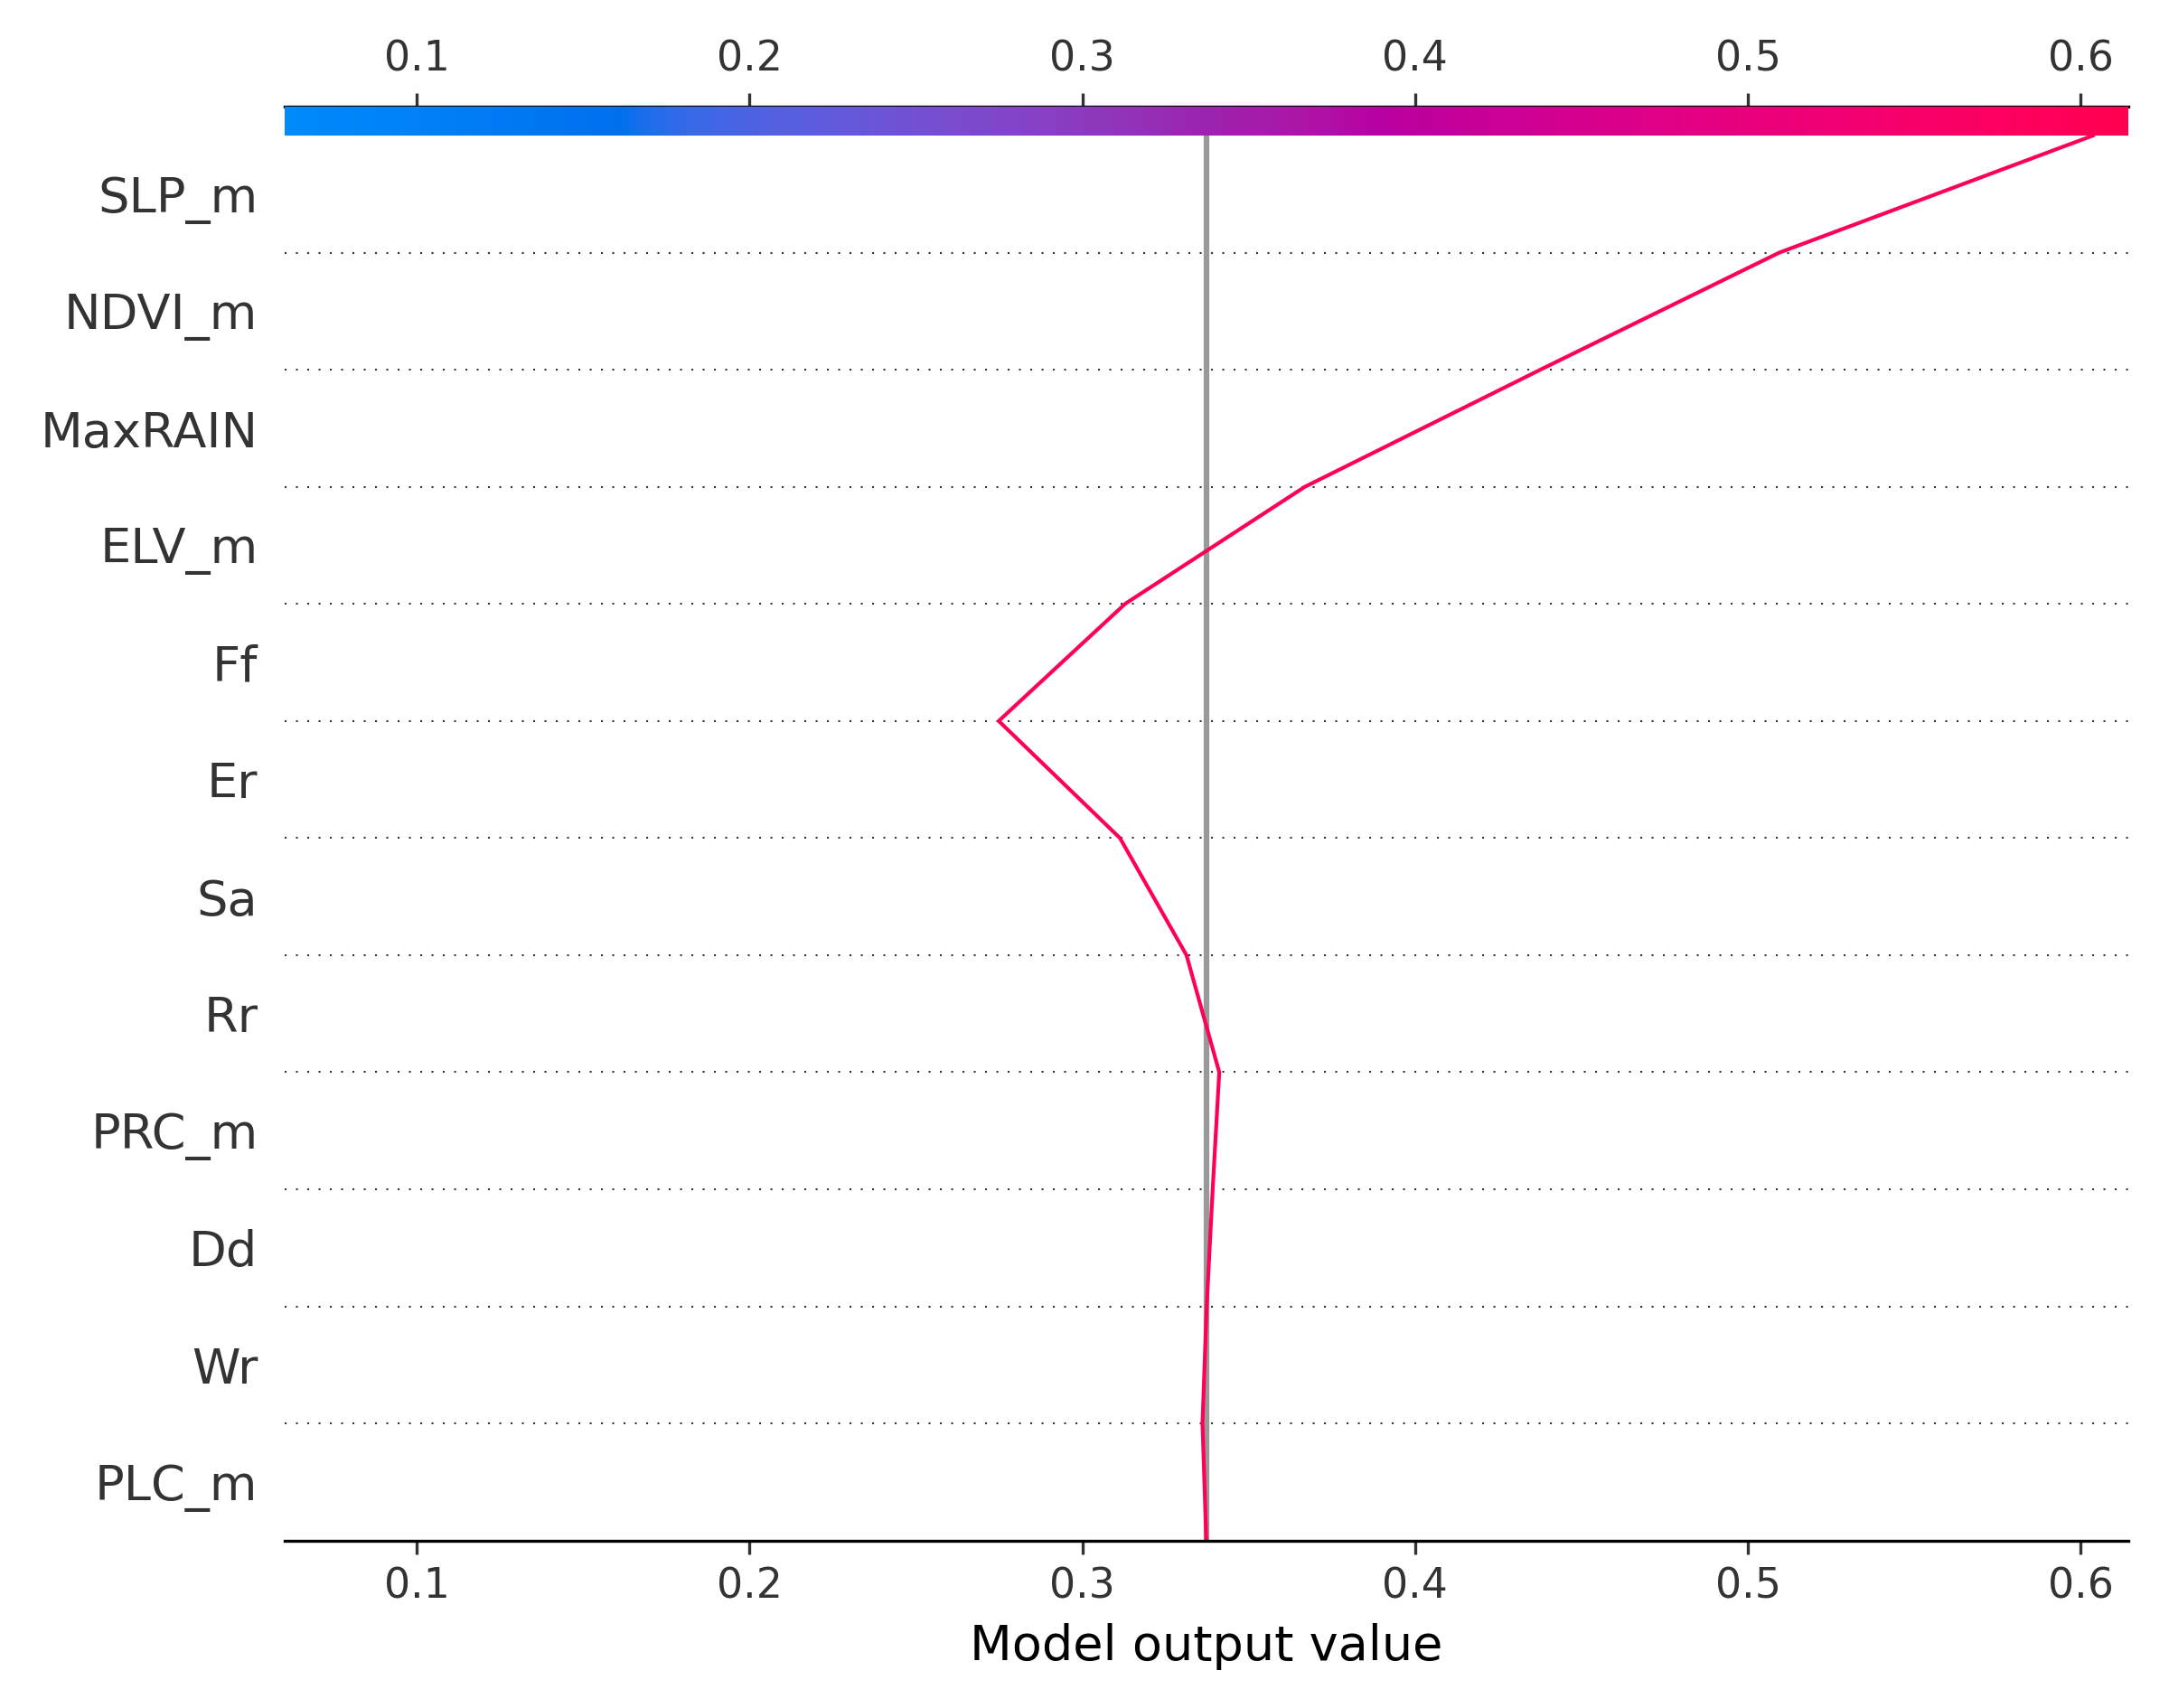 0.1 0.2 0.3 0.4 0.5 0.6
SLP_m
NDVI_m
MaxRAIN
ELV_m
Ff
Er
Sa
Rr
PRC_m
Dd
Wr
PLC_m
0.1 0.2 0.3 0.4 0.5 0.6
Model output value